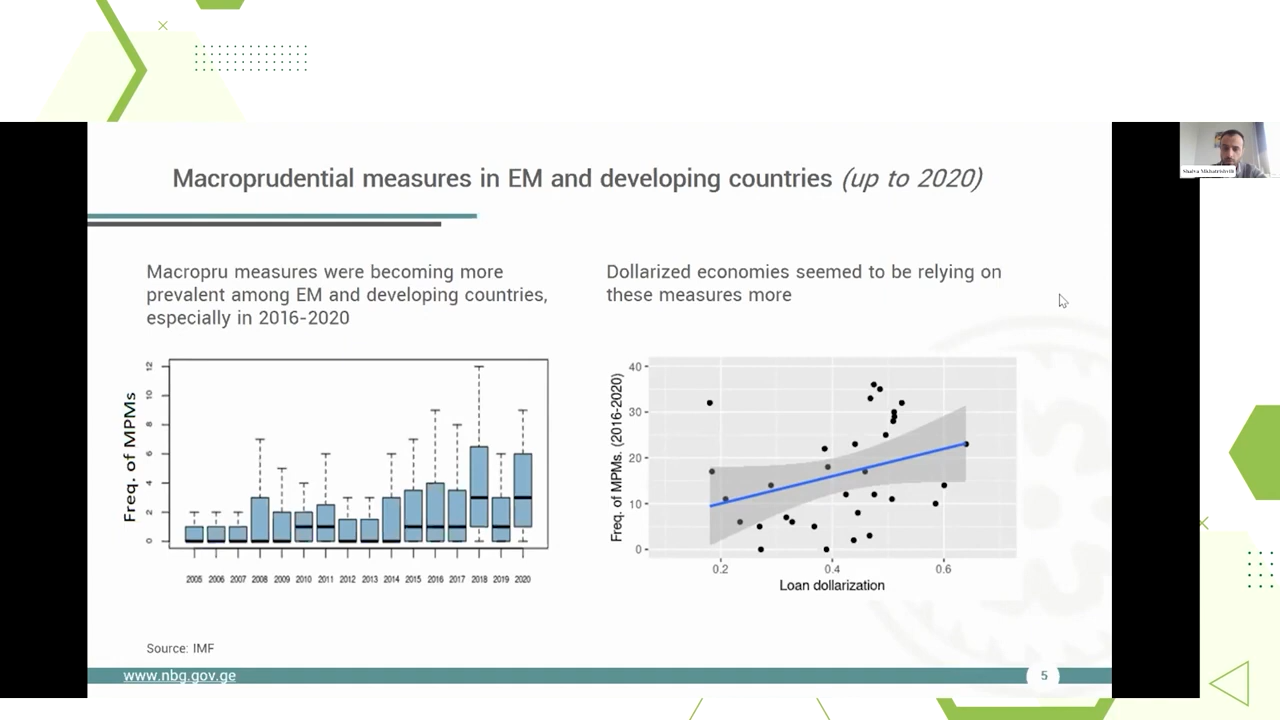 Macroprudential measures in EM and developing countries (up to 2020)
Shalva Mkhatrishvili
Macropru measures were becoming more
prevalent among EM and developing countries,
especially in 2016-2020
Dollarized economies seemed to be relying on
these measures more
Freq. of MPMs
12
10
8
6
4
2
0
2005 2006 2007 2008 2009 2010 2011 2012 2013 2014 2015 2016 2017 2018 2019 2020
Freq. of MPMs, (2016-2020)
40
30
20
10
0
0.2 0.4 0.6
Loan dollarization
Source: IMF
www.nbg.gov.ge
5